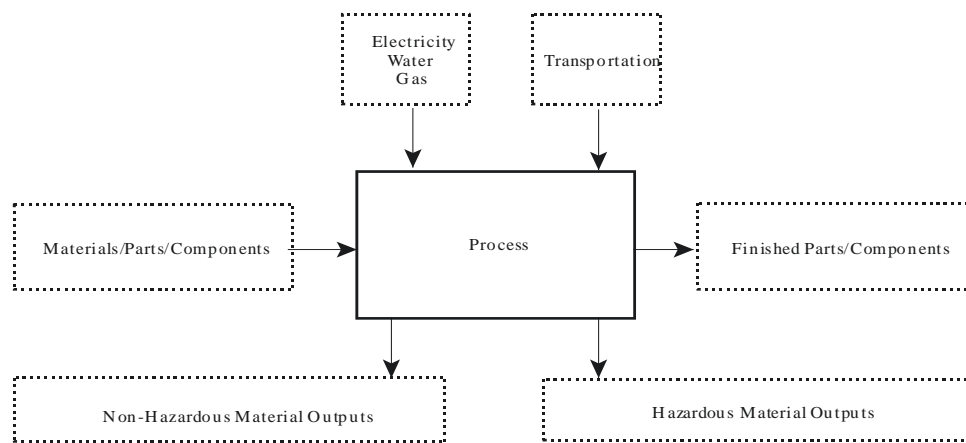 Electricity
Water
Gas
Transportation
Materials/Parts/Components
Process
Finished Parts/Components
Non-Hazardous Material Outputs
Hazardous Material Outputs